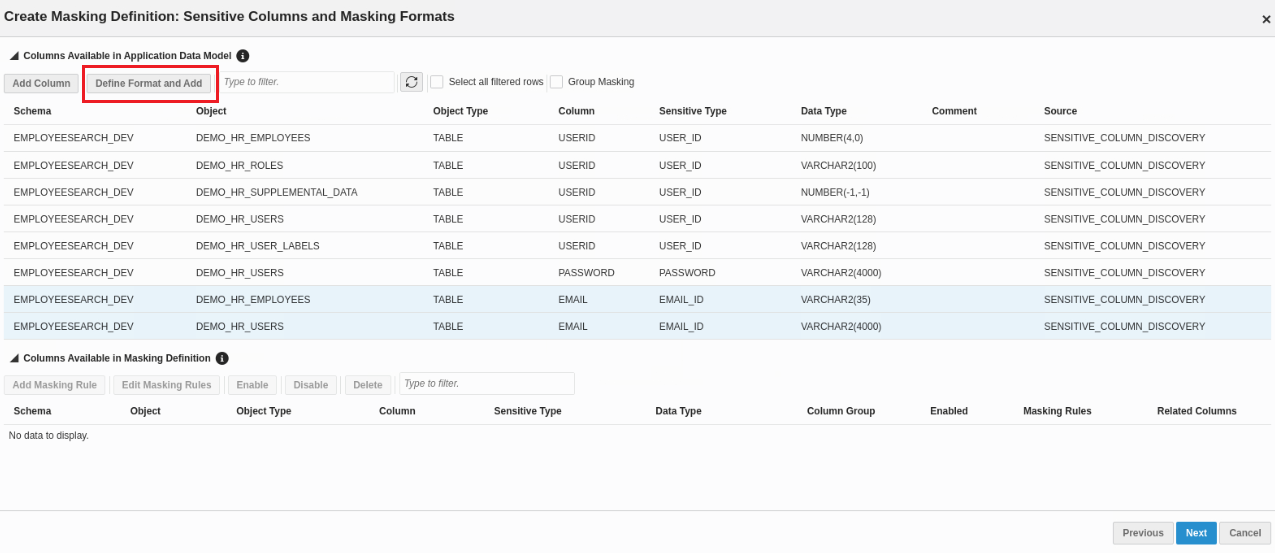 Create Masking Definition: Sensitive Columns and Masking Formats
×
Columns Available in Application Data Model i
Add Column Define Format and Add Type to filter. Select all filtered rows Group Masking
Schema Object Object Type Column Sensitive Type Data Type Comment Source
EMPLOYEESEARCH_DEV DEMO_HR_EMPLOYEES TABLE USERID USER_ID NUMBER(4,0) SENSITIVE_COLUMN_DISCOVERY
EMPLOYEESEARCH_DEV DEMO_HR_ROLES TABLE USERID USER_ID VARCHAR2(100) SENSITIVE_COLUMN_DISCOVERY
EMPLOYEESEARCH_DEV DEMO_HR_SUPPLEMENTAL_DATA TABLE USERID USER_ID NUMBER(-1,-1) SENSITIVE_COLUMN_DISCOVERY
EMPLOYEESEARCH_DEV DEMO_HR_USERS TABLE USERID USER_ID VARCHAR2(128) SENSITIVE_COLUMN_DISCOVERY
EMPLOYEESEARCH_DEV DEMO_HR_USER_LABELS TABLE USERID USER_ID VARCHAR2(128) SENSITIVE_COLUMN_DISCOVERY
EMPLOYEESEARCH_DEV DEMO_HR_USERS TABLE PASSWORD PASSWORD VARCHAR2(4000) SENSITIVE_COLUMN_DISCOVERY
EMPLOYEESEARCH_DEV DEMO_HR_EMPLOYEES TABLE EMAIL EMAIL_ID VARCHAR2(35) SENSITIVE_COLUMN_DISCOVERY
EMPLOYEESEARCH_DEV DEMO_HR_USERS TABLE EMAIL EMAIL_ID VARCHAR2(4000) SENSITIVE_COLUMN_DISCOVERY
Columns Available in Masking Definition i
Add Masking Rule Edit Masking Rules Enable Disable Delete Type to filter.
Schema Object Object Type Column Sensitive Type Data Type Column Group Enabled Masking Rules Related Columns
No data to display.
Previous Next Cancel